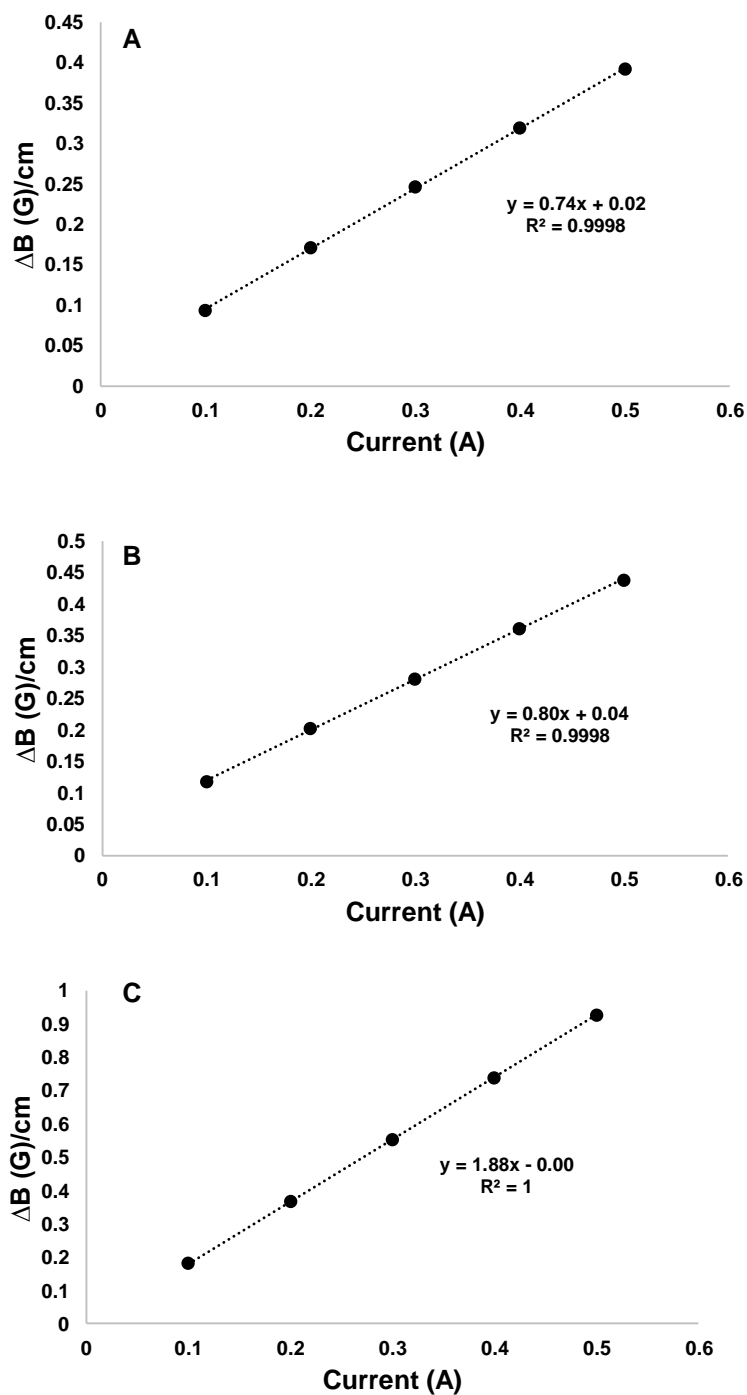 A
0.45
0.4
0.35
0.3
0.25
0.2
0.15
0.1
0.05
0
ΔB (G)/cm
y = 0.74x + 0.02
R² = 0.9998
0 0.1 0.2 0.3 0.4 0.5 0.6
Current (A)
B
0.5
0.45
0.4
0.35
0.3
0.25
0.2
0.15
0.1
0.05
0
ΔB (G)/cm
y = 0.80x + 0.04
R² = 0.9998
0 0.1 0.2 0.3 0.4 0.5 0.6
Current (A)
C
1
0.9
0.8
0.7
0.6
0.5
0.4
0.3
0.2
0.1
0
ΔB (G)/cm
y = 1.88x - 0.00
R² = 1
0 0.1 0.2 0.3 0.4 0.5 0.6
Current (A)